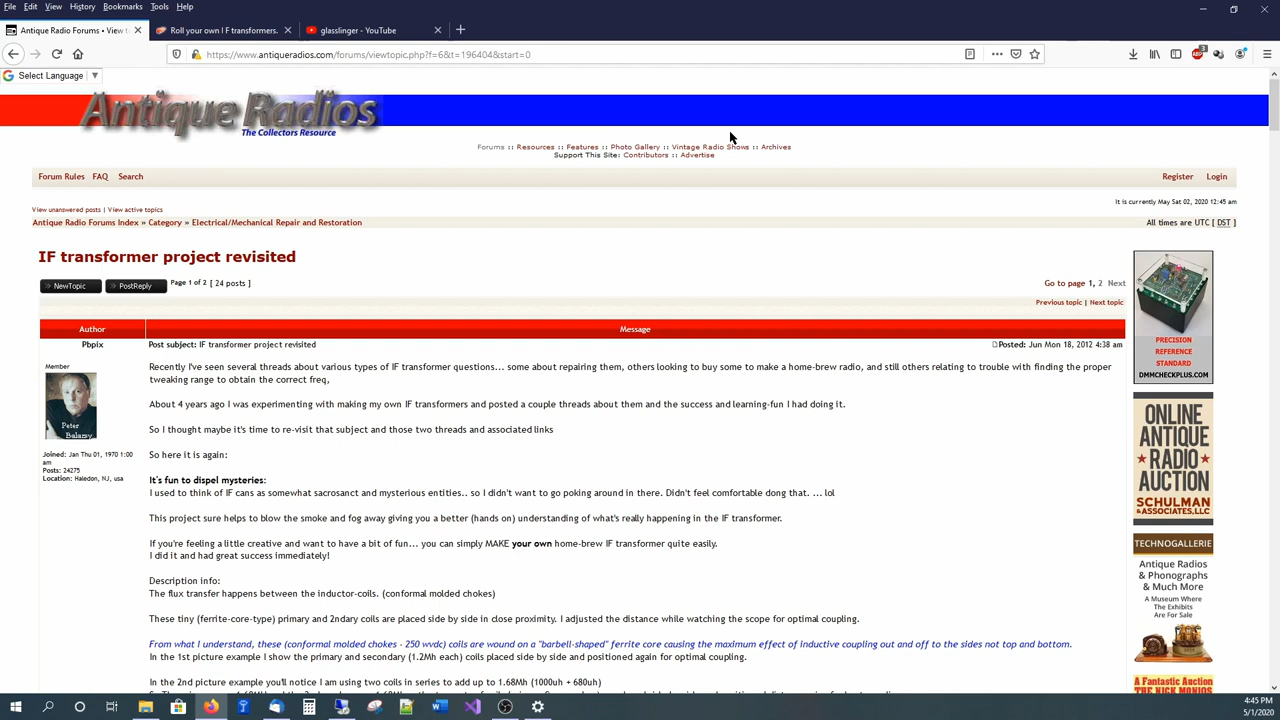 File Edit View History Bookmarks Tools Help
Antique Radio Forums • View to
Roll your own I F transformers.
glasslinger - YouTube
https://www.antiqueradios.com/forums/viewtopic.php?f=6&t=196404&start=0
Select Language
Antique Radios
The Collectors Resource
Forums :: Resources :: Features :: Photo Gallery :: Vintage Radio Shows :: Archives
Support This Site: Contributors :: Advertise
Forum Rules FAQ Search
Register Login
It is currently May Sat 02, 2020 12:45 am
View unanswered posts | View active topics
Antique Radio Forums Index » Category » Electrical/Mechanical Repair and Restoration
All times are UTC [ DST ]
IF transformer project revisited
NewTopic PostReply Page 1 of 2 [ 24 posts ]
Go to page 1, 2 Next
Previous topic | Next topic
Author Message
Pbpix
Post subject: IF transformer project revisited
Posted: Jun Mon 18, 2012 4:38 am
Member
Peter Balazsy
Joined: Jan Thu 01, 1970 1:00 am
Posts: 24275
Location: Haledon, NJ, usa
Recently I've seen several threads about various types of IF transformer questions... some about repairing them, others looking to buy some to make a home-brew radio, and still others relating to trouble with finding the proper
tweaking range to obtain the correct freq,
About 4 years ago I was experimenting with making my own IF transformers and posted a couple threads about them and the success and learning-fun I had doing it.
So I thought maybe it's time to re-visit that subject and those two threads and associated links
So here it is again:
It's fun to dispel mysteries:
I used to think of IF cans as somewhat sacrosanct and mysterious entities.. so I didn't want to go poking around in there. Didn't feel comfortable dong that. ... lol
This project sure helps to blow the smoke and fog away giving you a better (hands on) understanding of what's really happening in the IF transformer.
If you're feeling a little creative and want to have a bit of fun... you can simply MAKE your own home-brew IF transformer quite easily.
I did it and had great success immediately!
Description info:
The flux transfer happens between the inductor-coils. (conformal molded chokes)
These tiny (ferrite-core-type) primary and 2ndary coils are placed side by side in close proximity. I adjusted the distance while watching the scope for optimal coupling.
From what I understand, these (conformal molded chokes - 250 wvdc) coils are wound on a "barbell-shaped" ferrite core causing the maximum effect of inductive coupling out and off to the sides not top and bottom.
In the 1st picture example I show the primary and secondary (1.2Mh each) coils placed side by side and positioned again for optimal coupling.
In the 2nd picture example you'll notice I am using two coils in series to add up to 1.68Mh (1000uh + 680uh)
PRECISION
REFERENCE
STANDARD
DMMCHECKPLUS.COM
ONLINE
ANTIQUE
RADIO
AUCTION
SCHULMAN
&ASSOCIATES,LLC
TECHNOGALLERIE
Antique Radios
& Phonographs
& More
A Museum Where
The Exhibits
Are For Sale
A Fantastic Auction
THE NICK MONIOS
4:45 PM
5/1/2020